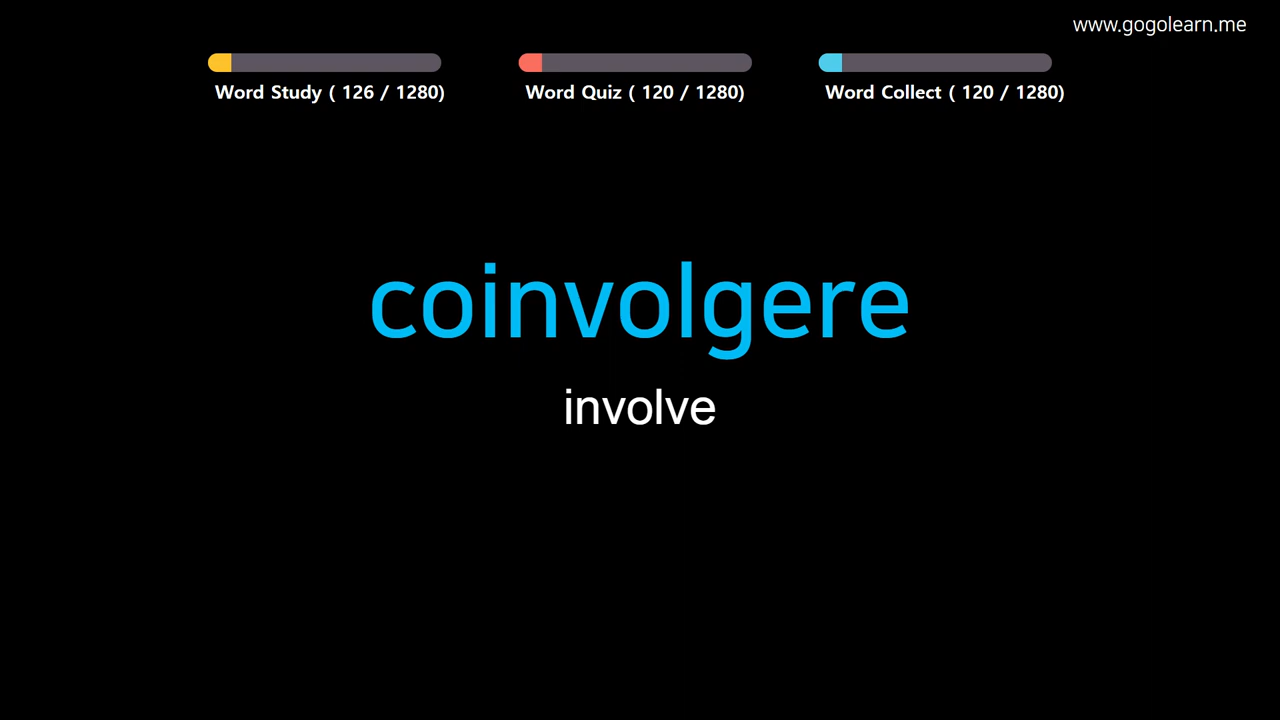 www.gogolearn.me
Word Study ( 126 / 1280)
Word Quiz ( 120 / 1280)
Word Collect ( 120 / 1280)
coinvolgere
involve